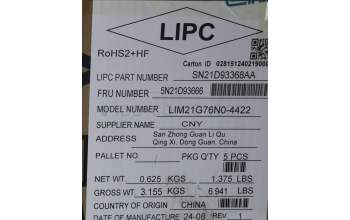 LIPC
RoHS2+HF
Carton ID 0281512402190000
LIPC PART NUMBER SN21D93368AA
FRU NUMBER 5N21D93666
MODEL NUMBER LIM21G76N0-4422
SUPPLIER NAME CNY
San Zhong Guan Li Qu
Qing Xi, Dong Guan, China
PALLET NO PKG Q'TY 5 PCS
NET WT. 0.625 KGS 1.375 LBS
GROSS WT 3.155 KGS 6.941 LBS
COUNTRY OF ORIGIN CHINA
DATE OF MANUFACTURE 24-08 REV. 1